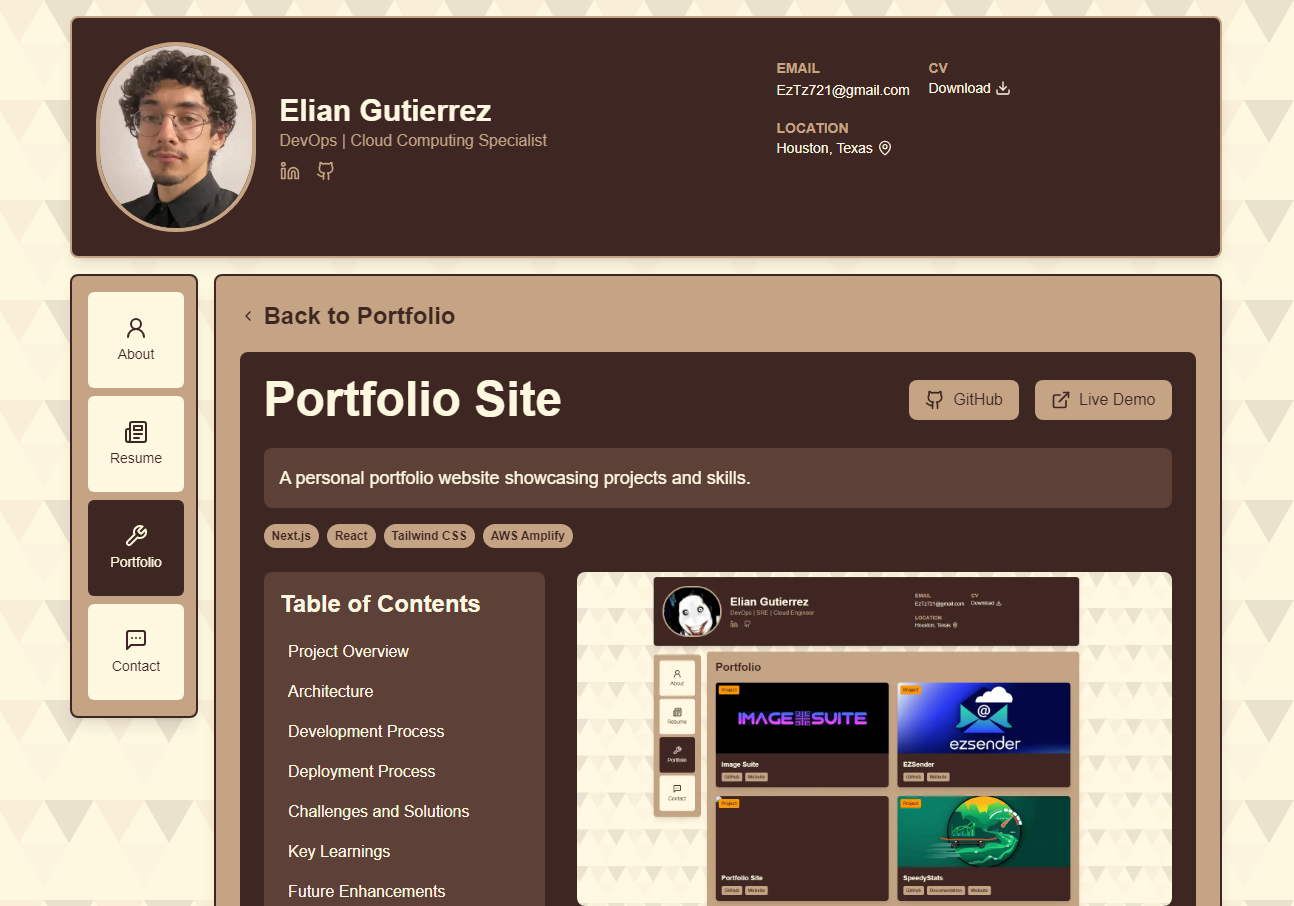 Elian Gutierrez
DevOps | Cloud Computing Specialist
EMAIL
EzTz721@gmail.com
CV
Download
LOCATION
Houston, Texas
About
Resume
Portfolio
Contact
Back to Portfolio
Portfolio Site
GitHub
Live Demo
A personal portfolio website showcasing projects and skills.
Next.js
React
Tailwind CSS
AWS Amplify
Table of Contents
Project Overview
Architecture
Development Process
Deployment Process
Challenges and Solutions
Key Learnings
Future Enhancements
Elian Gutierrez
DevOps | SRE | Cloud Engineer
EMAIL
EzTz721@gmail.com
CV
Download
LOCATION
Houston, Texas
About
Resume
Portfolio
Contact
Portfolio
Project
IMAGE SUITE
Image Suite
GitHub
Website
Project
@
ezsender
EZSender
GitHub
Website
Project
Portfolio Site
GitHub
Website
Project
SpeedyStats
GitHub
Documentation
Website